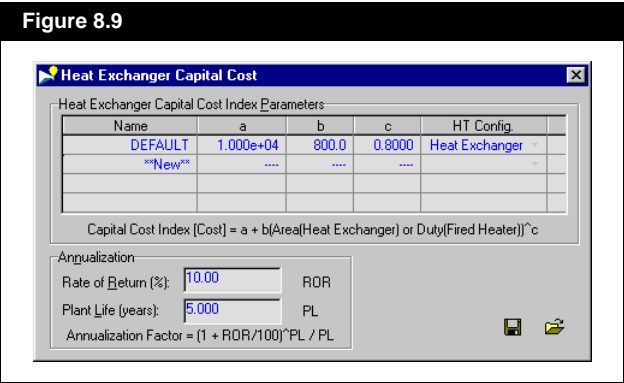 Figure 8.9
Heat Exchanger Capital Cost
Heat Exchanger Capital Cost Index Parameters
Name a b c HT Config.
DEFAULT 1.000e+04 800.0 0.8000 Heat Exchanger
**New** ---- ---- ----
Capital Cost Index [Cost] = a + b(Area(Heat Exchanger) or Duty(Fired Heater))^c
Annualization
Rate of Return (%): 10.00 ROR
Plant Life (years): 5.000 PL
Annualization Factor = (1 + ROR/100)^PL / PL